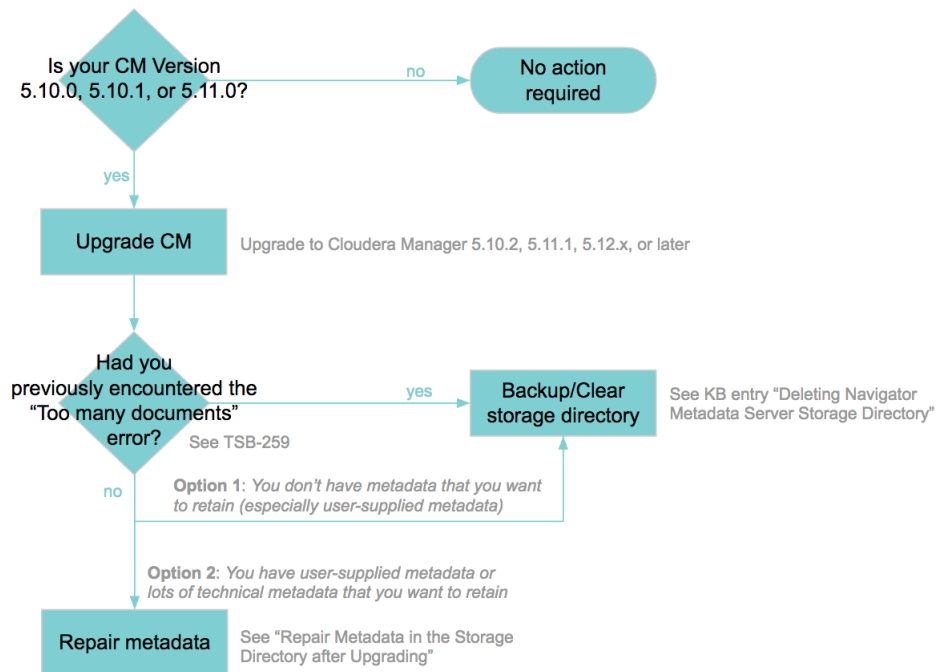 Is your CM Version
5.10.0, 5.10.1, or 5.11.0?
no
No action
required
yes
Upgrade CM
Upgrade to Cloudera Manager 5.10.2, 5.11.1, 5.12.x, or later
Had you
previously encountered the
“Too many documents”
error?
See TSB-259
yes
Backup/Clear
storage directory
See KB entry “Deleting Navigator
Metadata Server Storage Directory”
no
Option 1: You don’t have metadata that you want
to retain (especially user-supplied metadata)
Option 2: You have user-supplied metadata or
lots of technical metadata that you want to retain
Repair metadata
See “Repair Metadata in the Storage
Directory after Upgrading”